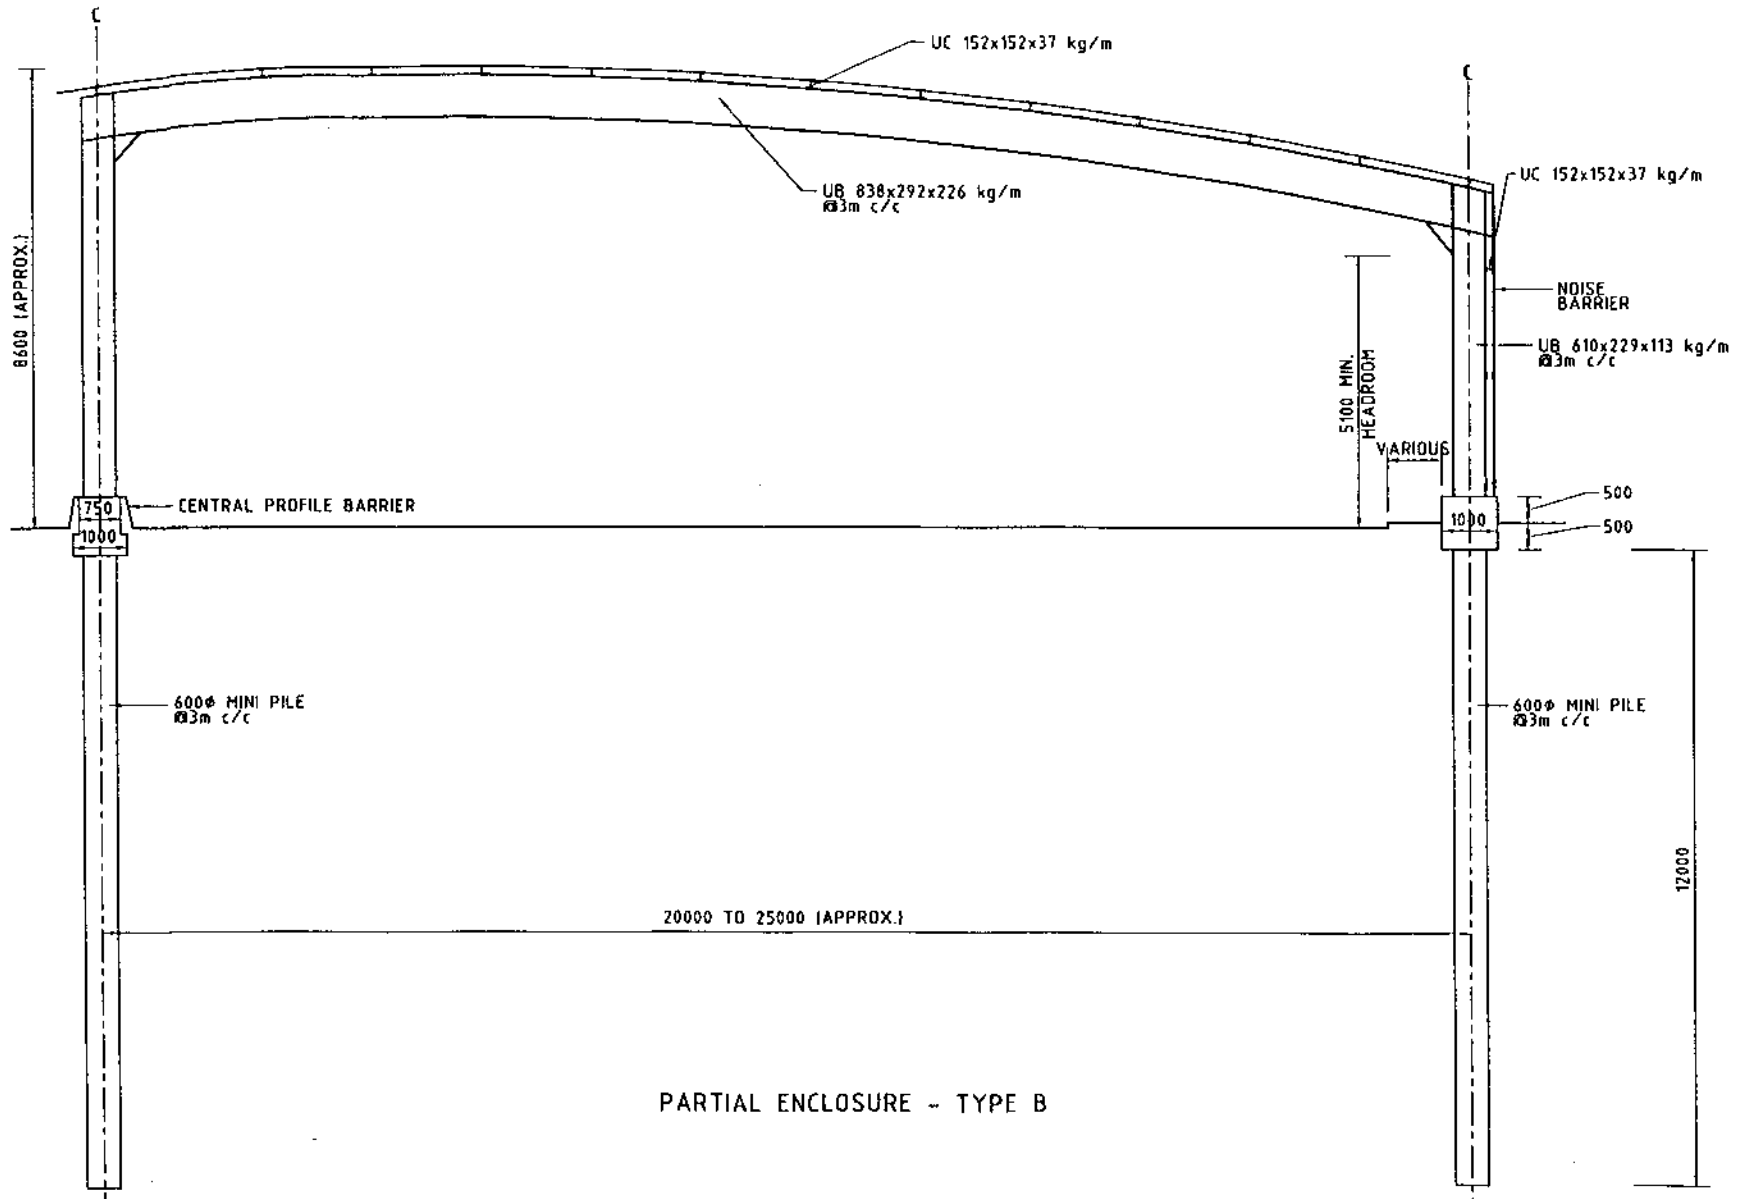 ℄
UC 152x152x37 kg/m
℄
UC 152x152x37 kg/m
UB 838x292x226 kg/m
@3m c/c
8600 (APPROX.)
NOISE
BARRIER
UB 610x229x113 kg/m
@3m c/c
5100 MIN.
HEADROOM
VARIOUS
CENTRAL PROFILE BARRIER
750
1000
1000
500
500
600ϕ MINI PILE
@3m c/c
600ϕ MINI PILE
@3m c/c
12000
20000 TO 25000 (APPROX.)
PARTIAL ENCLOSURE - TYPE B